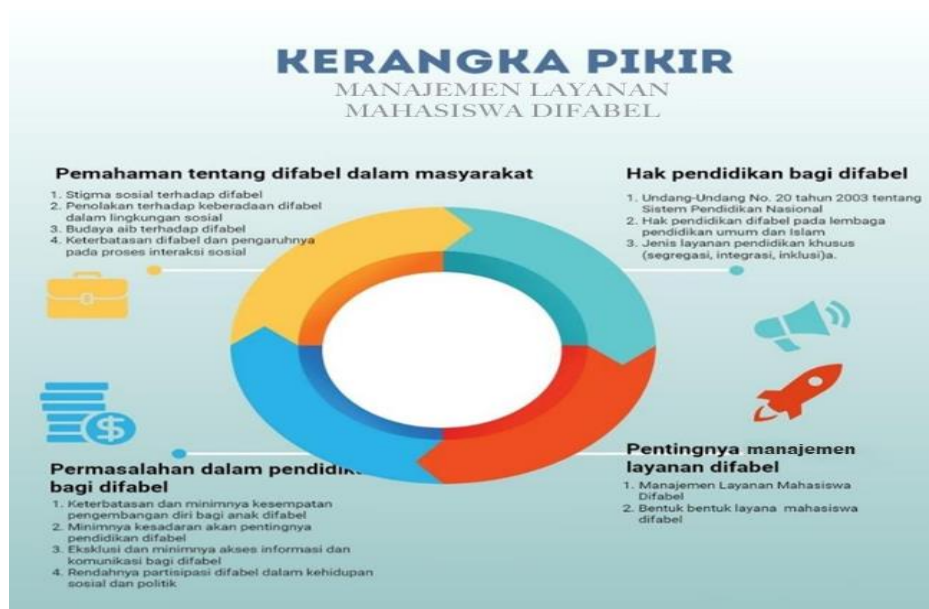 KERANGKA PIKIR
MANAJEMEN LAYANAN
MAHASISWA DIFABEL
Pemahaman tentang difabel dalam masyarakat
1. Stigma sosial terhadap difabel
2. Penolakan terhadap keberadaan difabel
dalam lingkungan sosial
3. Budaya aib terhadap difabel
4. Keterbatasan difabel dan pengaruhnya
pada proses interaksi sosial
Hak pendidikan bagi difabel
1. Undang-Undang No. 20 tahun 2003 tentang
Sistem Pendidikan Nasional
2. Hak pendidikan difabel pada lembaga
pendidikan umum dan Islam
3. Jenis layanan pendidikan khusus
(segregasi, integrasi, inklusi)a.
$
Permasalahan dalam pendidik
bagi difabel
1. Keterbatasan dan minimnya kesempatan
pengembangan diri bagi anak difabel
2. Minimnya kesadaran akan pentingnya
pendidikan difabel
3. Eksklusi dan minimnya akses informasi dan
komunikasi bagi difabel
4. Rendahnya partisipasi difabel dalam kehidupan
sosial dan politik
Pentingnya manajemen
layanan difabel
1. Manajemen Layanan Mahasiswa
Difabel
2. Bentuk bentuk layana mahasiswa
difabel